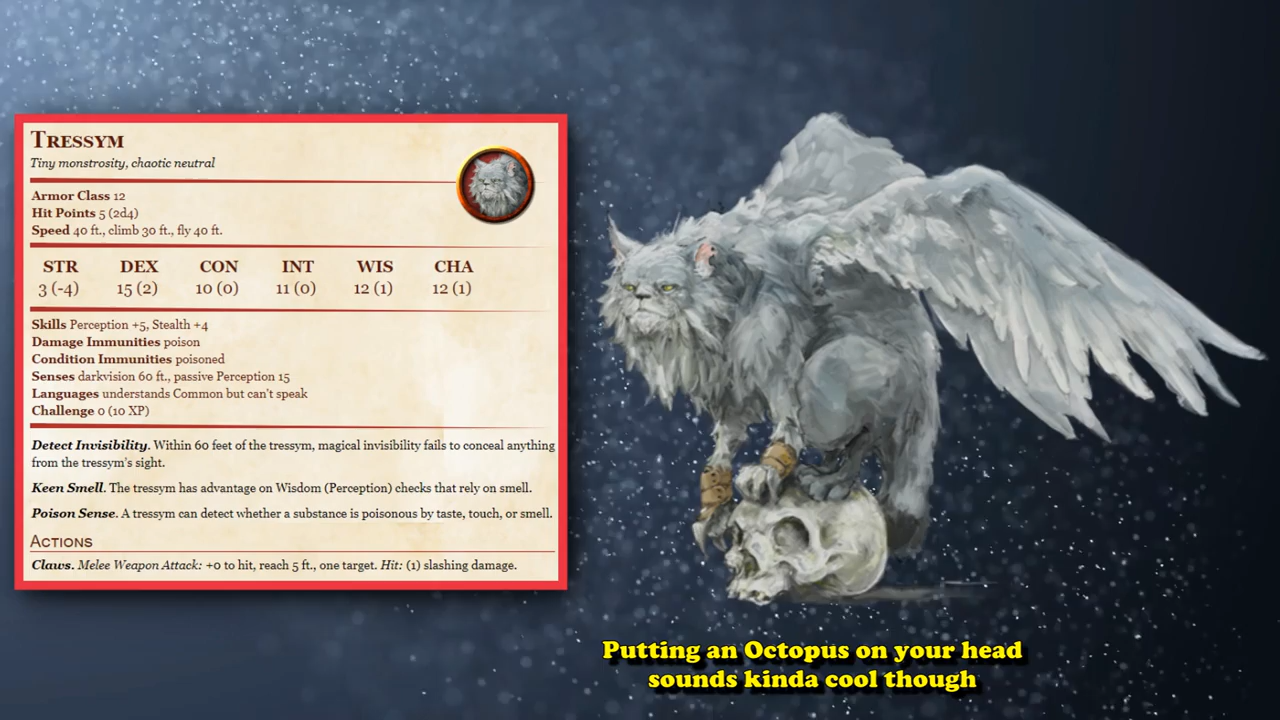 Tressym
Tiny monstrosity, chaotic neutral
Armor Class 12
Hit Points 5 (2d4)
Speed 40 ft., climb 30 ft., fly 40 ft.
STR DEX CON INT WIS CHA
3 (-4) 15 (2) 10 (0) 11 (0) 12 (1) 12 (1)
Skills Perception +5, Stealth +4
Damage Immunities poison
Condition Immunities poisoned
Senses darkvision 60 ft., passive Perception 15
Languages understands Common but can't speak
Challenge 0 (10 XP)
Detect Invisibility. Within 60 feet of the tressym, magical invisibility fails to conceal anything
from the tressym's sight.
Keen Smell. The tressym has advantage on Wisdom (Perception) checks that rely on smell.
Poison Sense. A tressym can detect whether a substance is poisonous by taste, touch, or smell.
Actions
Claws. Melee Weapon Attack: +0 to hit, reach 5 ft., one target. Hit: (1) slashing damage.
Putting an Octopus on your head
sounds kinda cool though